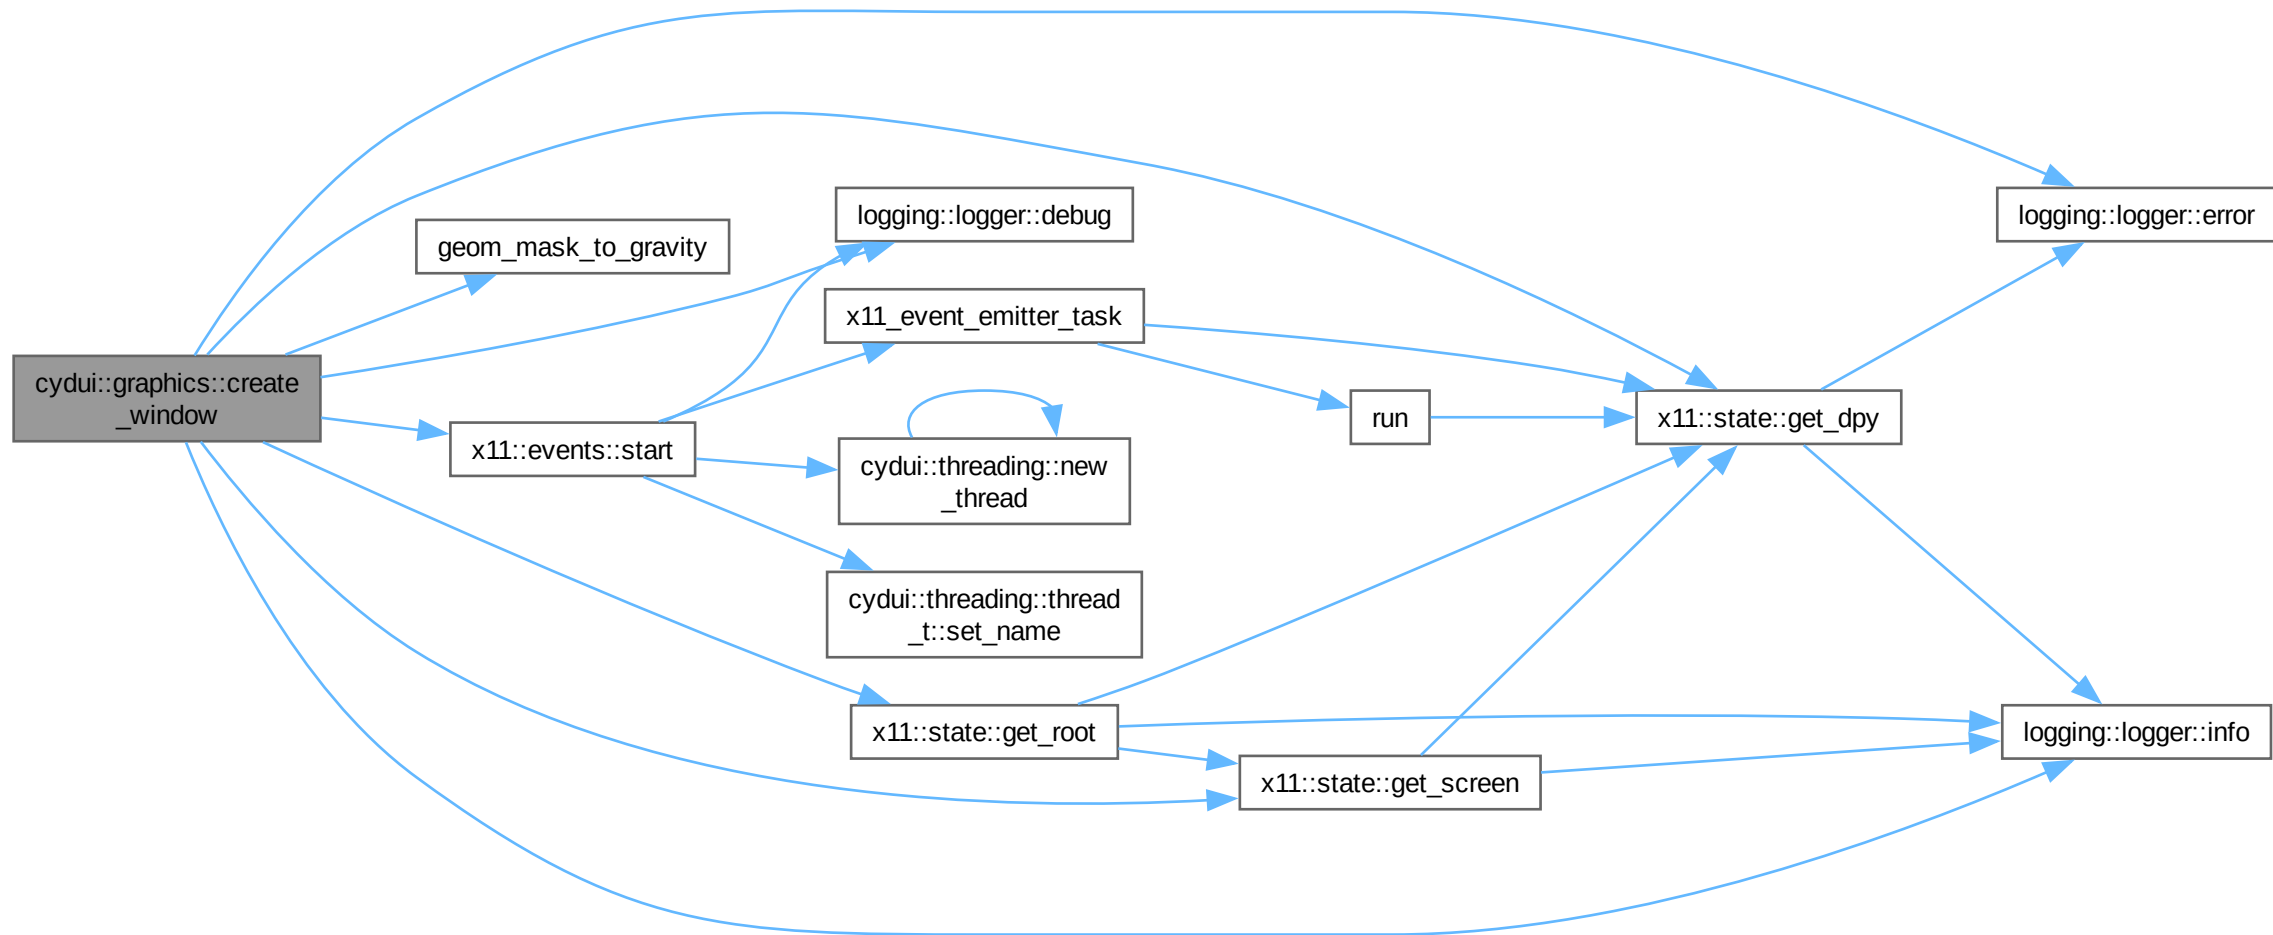 cydui::graphics::create
_window
geom_mask_to_gravity
logging::logger::debug
x11_event_emitter_task
x11::events::start
cydui::threading::new
_thread
cydui::threading::thread
_t::set_name
x11::state::get_root
x11::state::get_screen
run
x11::state::get_dpy
logging::logger::error
logging::logger::info